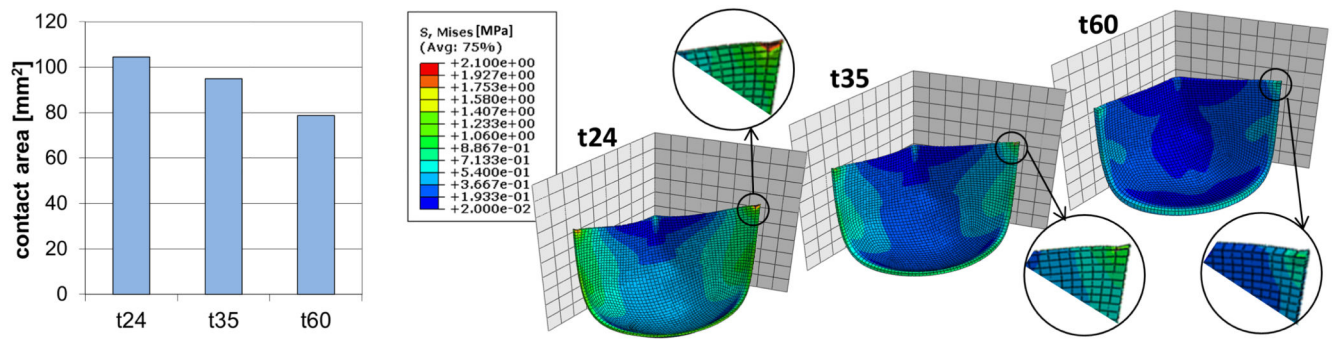 120
100
80
60
40
20
0
contact area [mm²]
t24
t35
t60
S, Mises [MPa]
(Avg: 75%)
+2.100e+00
+1.927e+00
+1.753e+00
+1.580e+00
+1.407e+00
+1.233e+00
+1.060e+00
+8.867e-01
+7.133e-01
+5.400e-01
+3.667e-01
+1.933e-01
+2.000e-02
t24
t35
t60